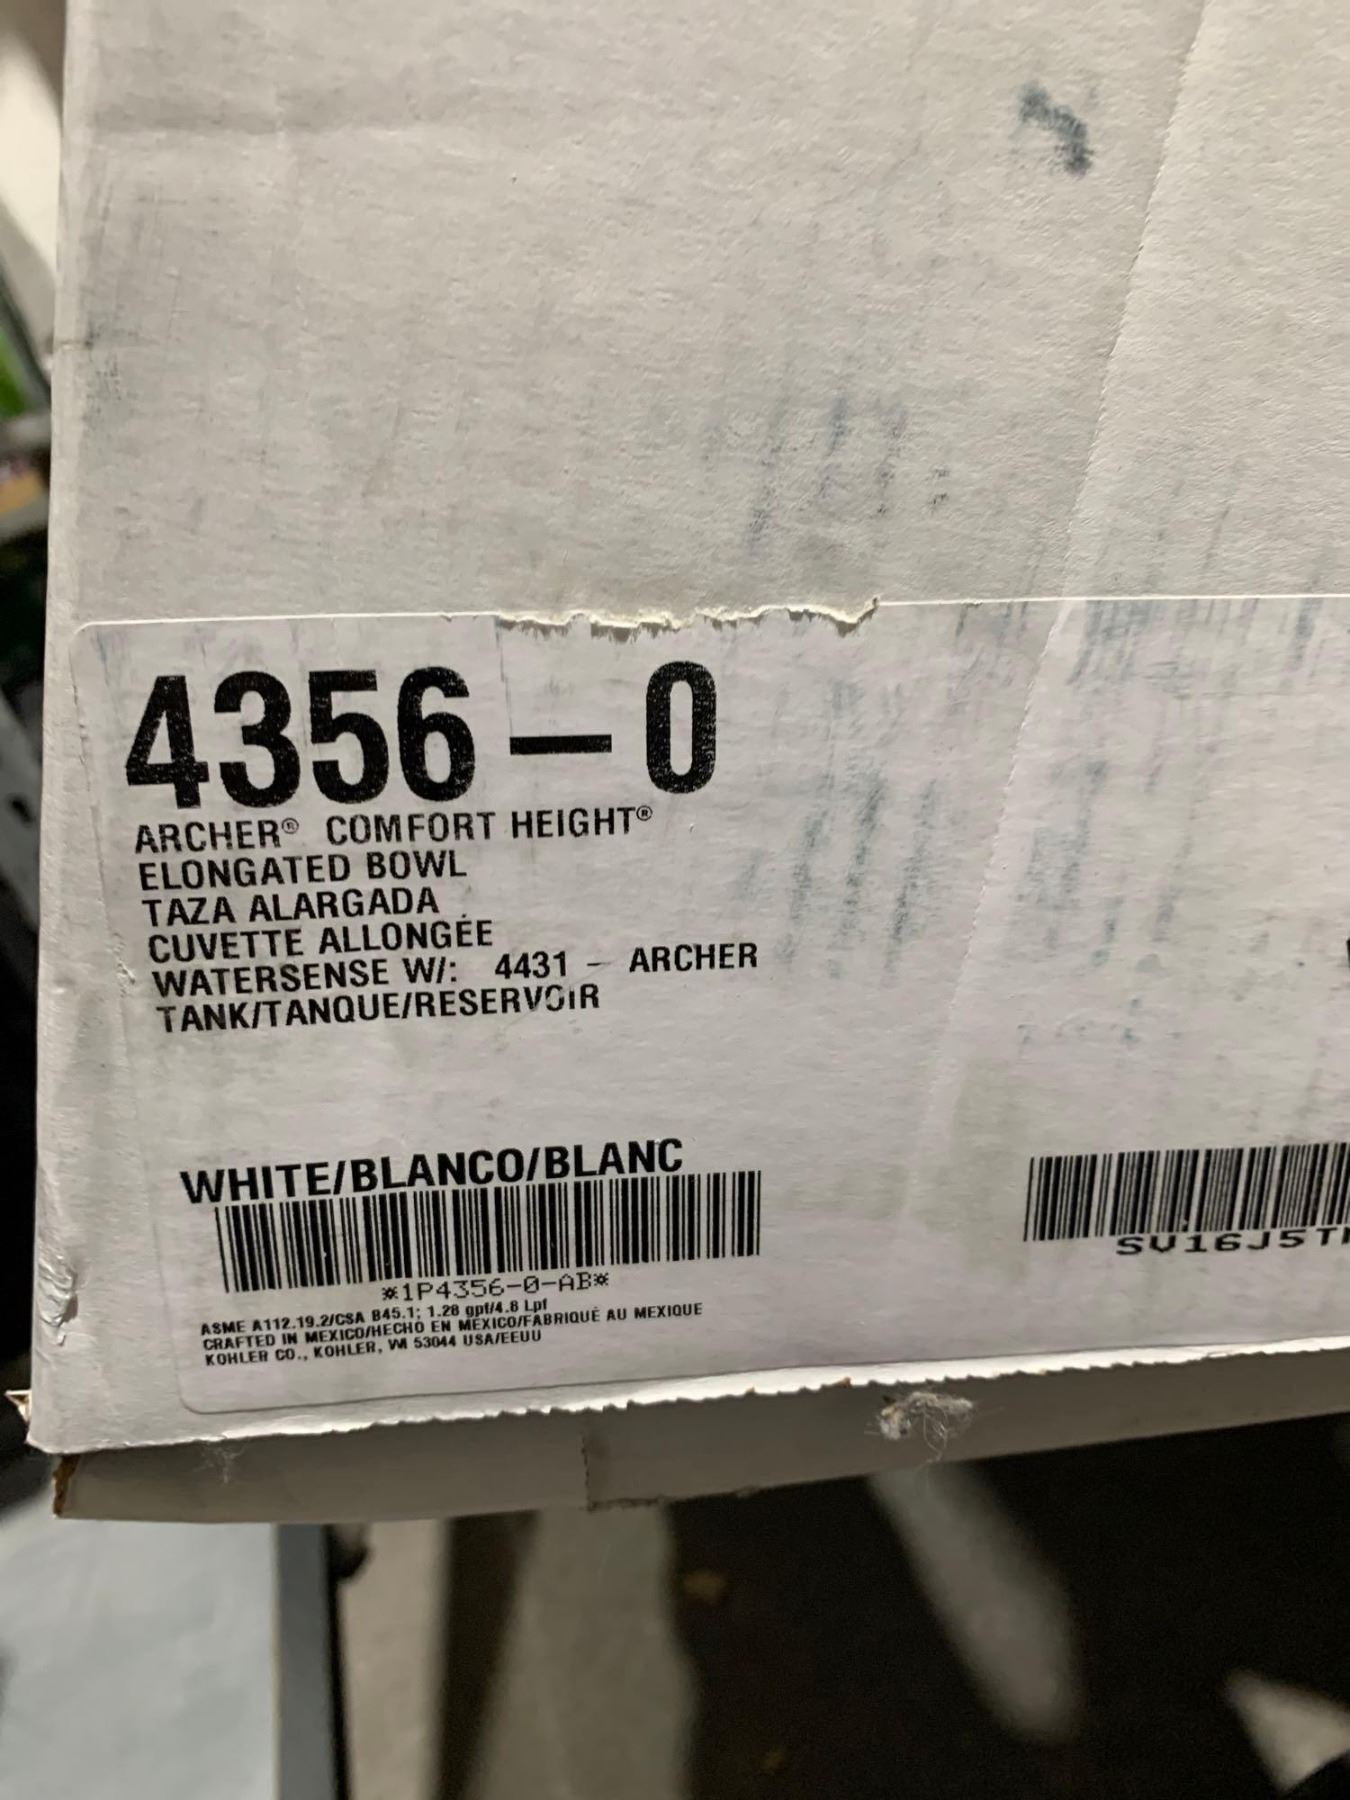 4356-0
ARCHER® COMFORT HEIGHT®
ELONGATED BOWL
TAZA ALARGADA
CUVETTE ALLONGÉE
WATERSENSE W/: 4431 - ARCHER
TANK/TANQUE/RESERVOIR
WHITE/BLANCO/BLANC
*1P4356-0-AB*
SV16J5T
ASME A112.19.2/CSA B45.1; 1.28 gpf/4.8 Lpf
CRAFTED IN MEXICO/HECHO EN MEXICO/FABRIQUÉ AU MEXIQUE
KOHLER CO., KOHLER, WI 53044 USA/EEUU